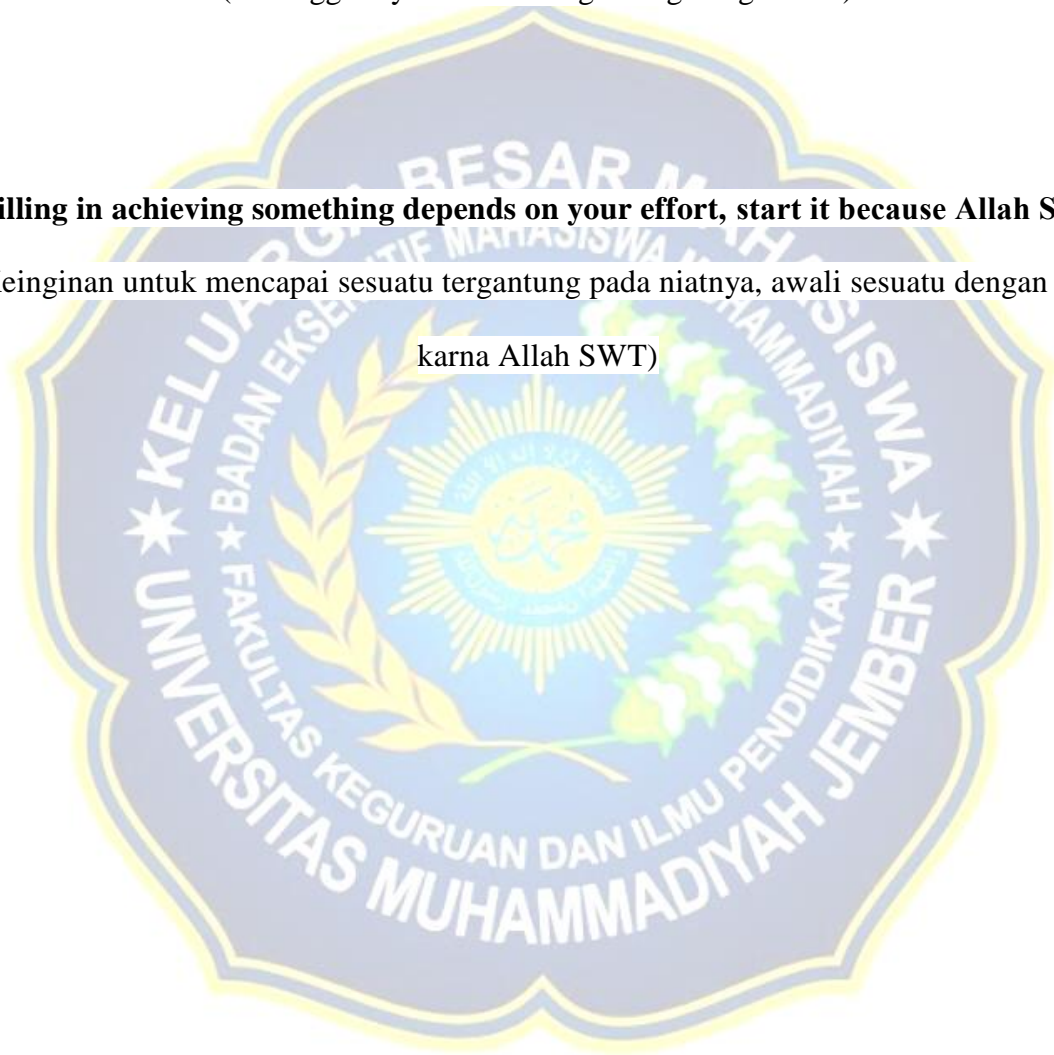 illing in achieving something depends on your effort, start it because Allah S
einginan untuk mencapai sesuatu tergantung pada niatnya, awali sesuatu dengan
karna Allah SWT)
KELUARGA BESAR MAHASISWA
BADAN EKSEKUTIF MAHASISWA MUHAMMADIYAH
FAKULTAS KEGURUAN DAN ILMU PENDIDIKAN
UNIVERSITAS MUHAMMADIYAH JEMBER
محمد